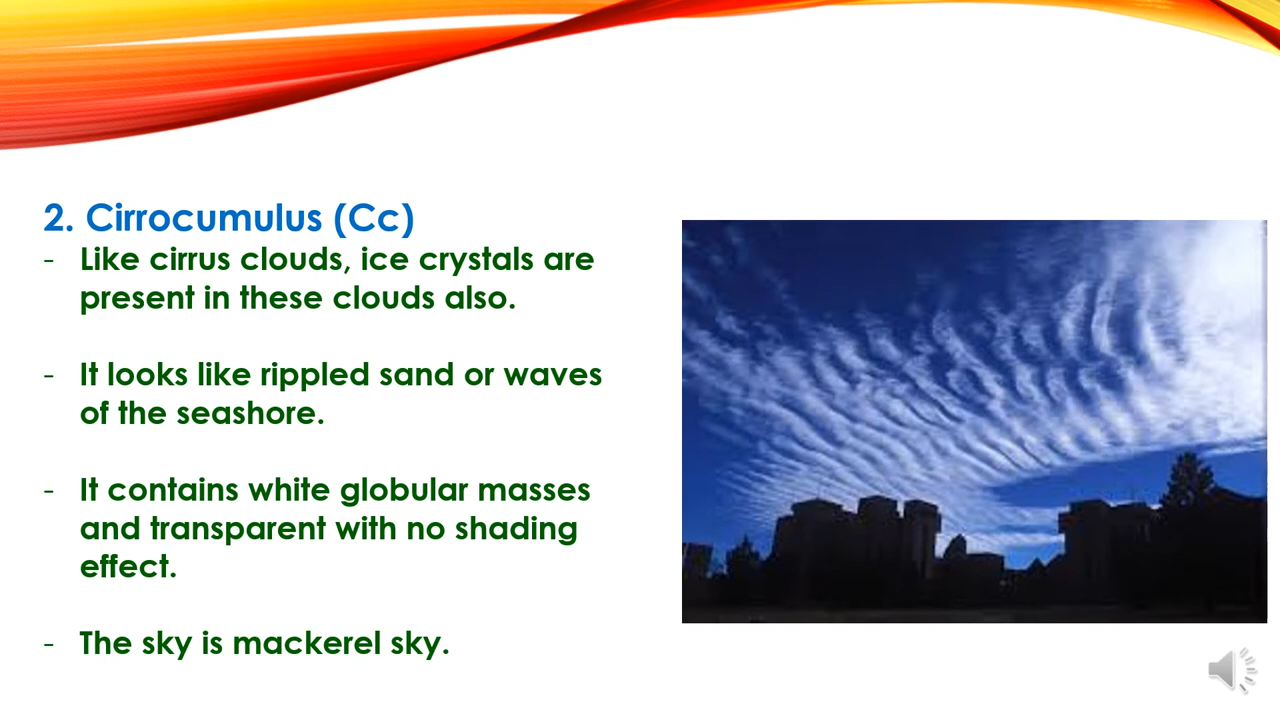 2. Cirrocumulus (Cc)
- Like cirrus clouds, ice crystals are
present in these clouds also.
- It looks like rippled sand or waves
of the seashore.
- It contains white globular masses
and transparent with no shading
effect.
- The sky is mackerel sky.